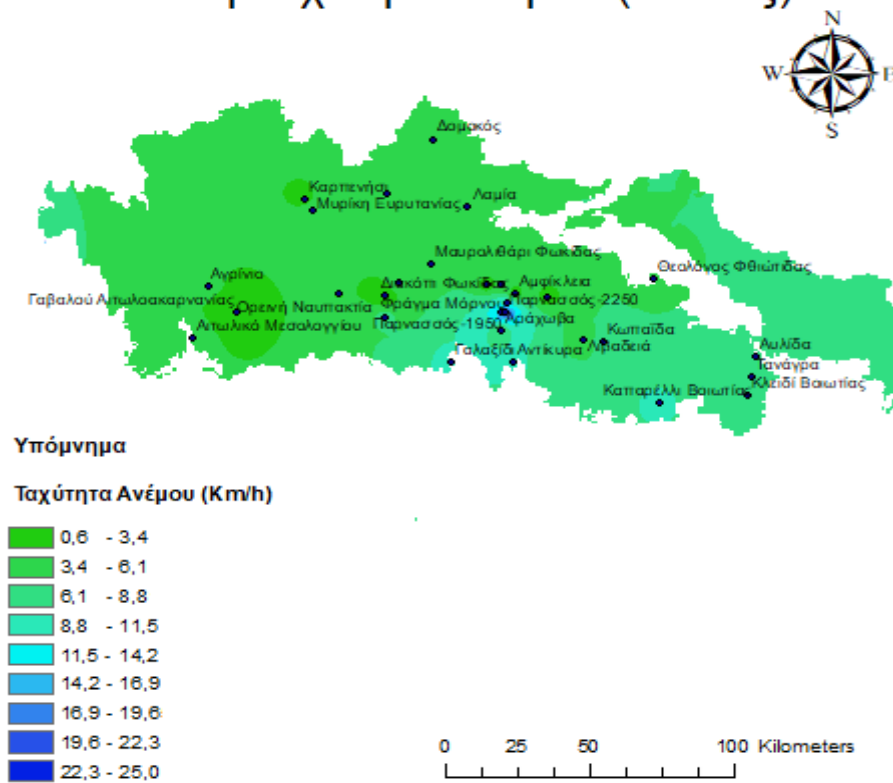 N
W E
S
Δομοκός
Καρπενήσι
Μυρίκη Ευρυτανίας
Λαμία
Μαυρολιθάρι Φωκίδας
Θεολόγος Φθιώτιδας
Αγρίνιο
Διακόπι Φωκίδας
Αμφίκλεια
Γαβαλού Αιτωλοακαρνανίας
Ορεινή Ναυπακτία
Φράγμα Μόρνου
Παρνασσός -2250
Αιτωλικό Μεσολογγίου
Παρνασσός -1950
Αράχωβα
Κωπαΐδα
Γαλαξίδι
Αντίκυρα
Λιβαδειά
Αυλίδα
Τανάγρα
Καπαρέλλι Βοιωτίας
Κλειδί Βοιωτίας
Υπόμνημα
Ταχύτητα Ανέμου (Km/h)
0,6 - 3,4
3,4 - 6,1
6,1 - 8,8
8,8 - 11,5
11,5 - 14,2
14,2 - 16,9
16,9 - 19,6
19,6 - 22,3
22,3 - 25,0
0 25 50 100 Kilometers